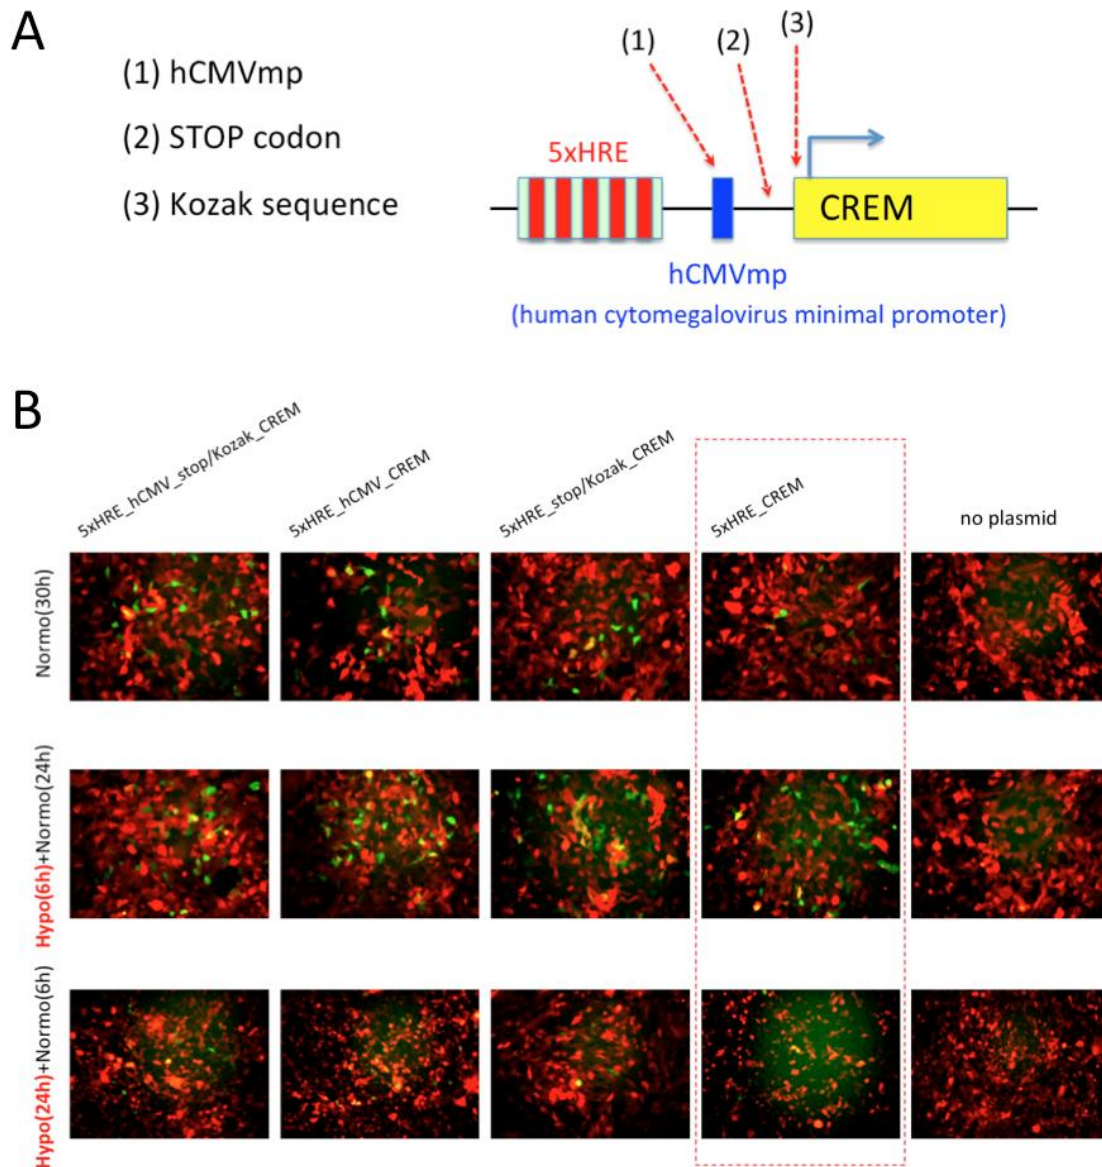 A
(1) hCMVmp
(2) STOP codon
(3) Kozak sequence
(1)
(2)
(3)
5xHRE
CREM
hCMVmp
(human cytomegalovirus minimal promoter)
B
5xHRE_hCMV_stop/Kozak_CREM
5xHRE_hCMV_CREM
5xHRE_stop/Kozak_CREM
5xHRE_CREM
no plasmid
Normo(30h)
Hypo(6h)+Normo(24h)
Hypo(24h)+Normo(6h)